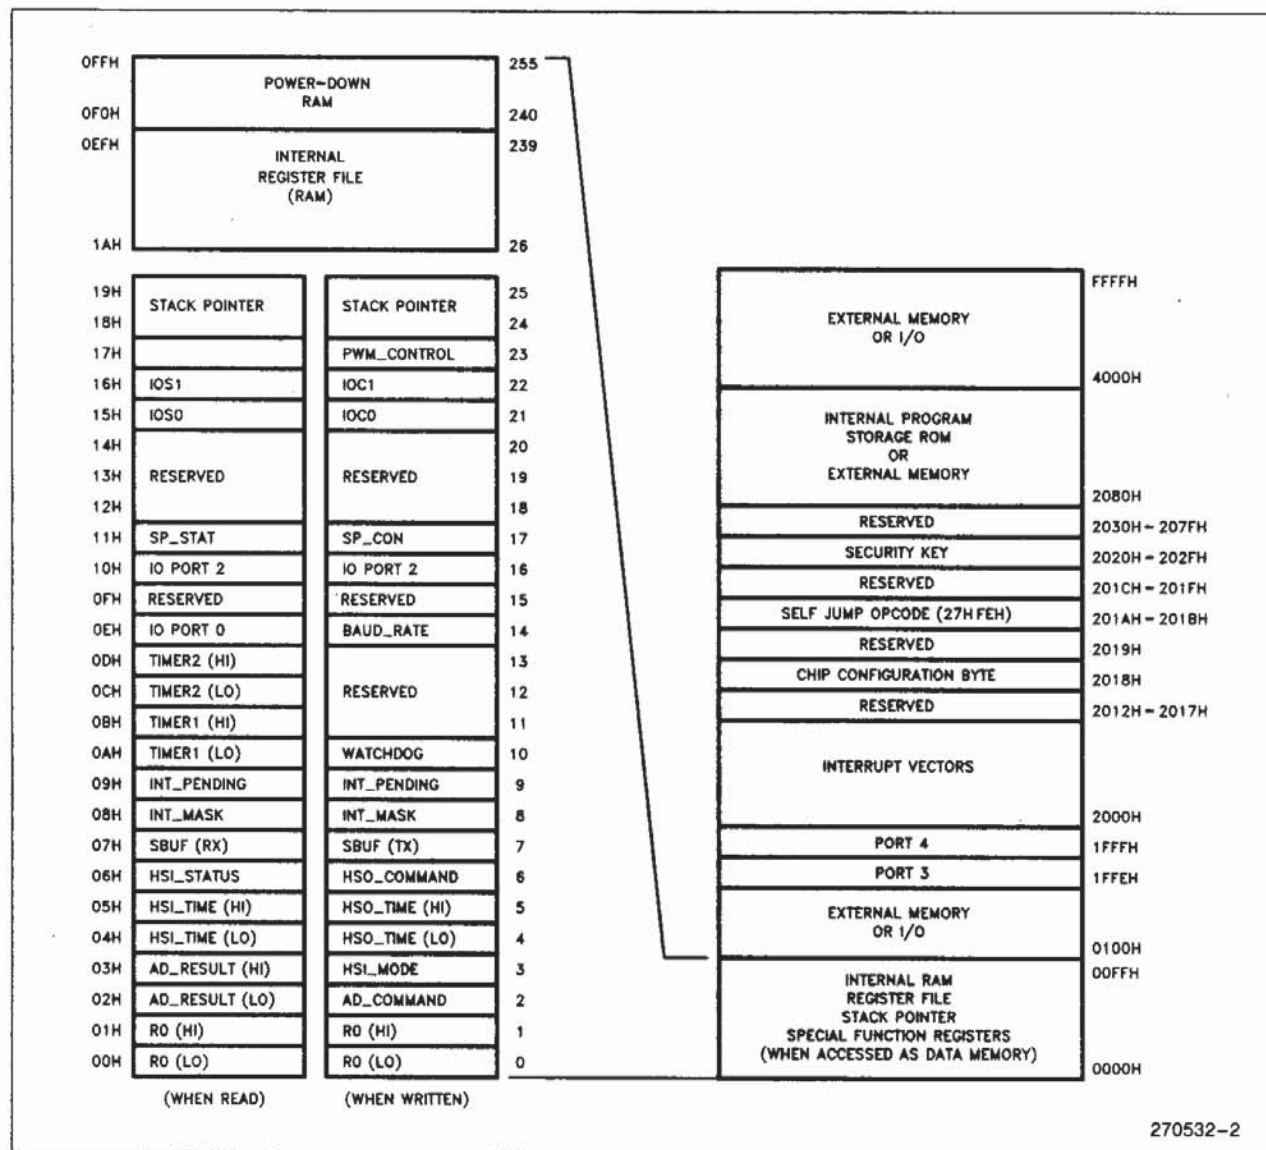 0FFH POWER-DOWN 255
RAM
0F0H 240
0EFH INTERNAL 239
REGISTER FILE
(RAM)
1AH 26
19H STACK POINTER STACK POINTER 25
18H 24
17H PWM_CONTROL 23
16H IOS1 IOC1 22
15H IOS0 IOC0 21
14H 20
13H RESERVED RESERVED 19
12H 18
11H SP_STAT SP_CON 17
10H IO PORT 2 IO PORT 2 16
0FH RESERVED RESERVED 15
0EH IO PORT 0 BAUD_RATE 14
0DH TIMER2 (HI) 13
0CH TIMER2 (LO) RESERVED 12
0BH TIMER1 (HI) 11
0AH TIMER1 (LO) WATCHDOG 10
09H INT_PENDING INT_PENDING 9
08H INT_MASK INT_MASK 8
07H SBUF (RX) SBUF (TX) 7
06H HSI_STATUS HSO_COMMAND 6
05H HSI_TIME (HI) HSO_TIME (HI) 5
04H HSI_TIME (LO) HSO_TIME (LO) 4
03H AD_RESULT (HI) HSI_MODE 3
02H AD_RESULT (LO) AD_COMMAND 2
01H R0 (HI) R0 (HI) 1
00H R0 (LO) R0 (LO) 0
(WHEN READ) (WHEN WRITTEN)
FFFFH
EXTERNAL MEMORY
OR I/O
4000H
INTERNAL PROGRAM
STORAGE ROM
OR
EXTERNAL MEMORY
2080H
RESERVED 2030H-207FH
SECURITY KEY 2020H-202FH
RESERVED 201CH-201FH
SELF JUMP OPCODE (27H FEH) 201AH-201BH
RESERVED 2019H
CHIP CONFIGURATION BYTE 2018H
RESERVED 2012H-2017H
INTERRUPT VECTORS
2000H
PORT 4 1FFFH
PORT 3 1FFEH
EXTERNAL MEMORY
OR I/O
0100H
00FFH
INTERNAL RAM
REGISTER FILE
STACK POINTER
SPECIAL FUNCTION REGISTERS
(WHEN ACCESSED AS DATA MEMORY)
0000H
270532-2